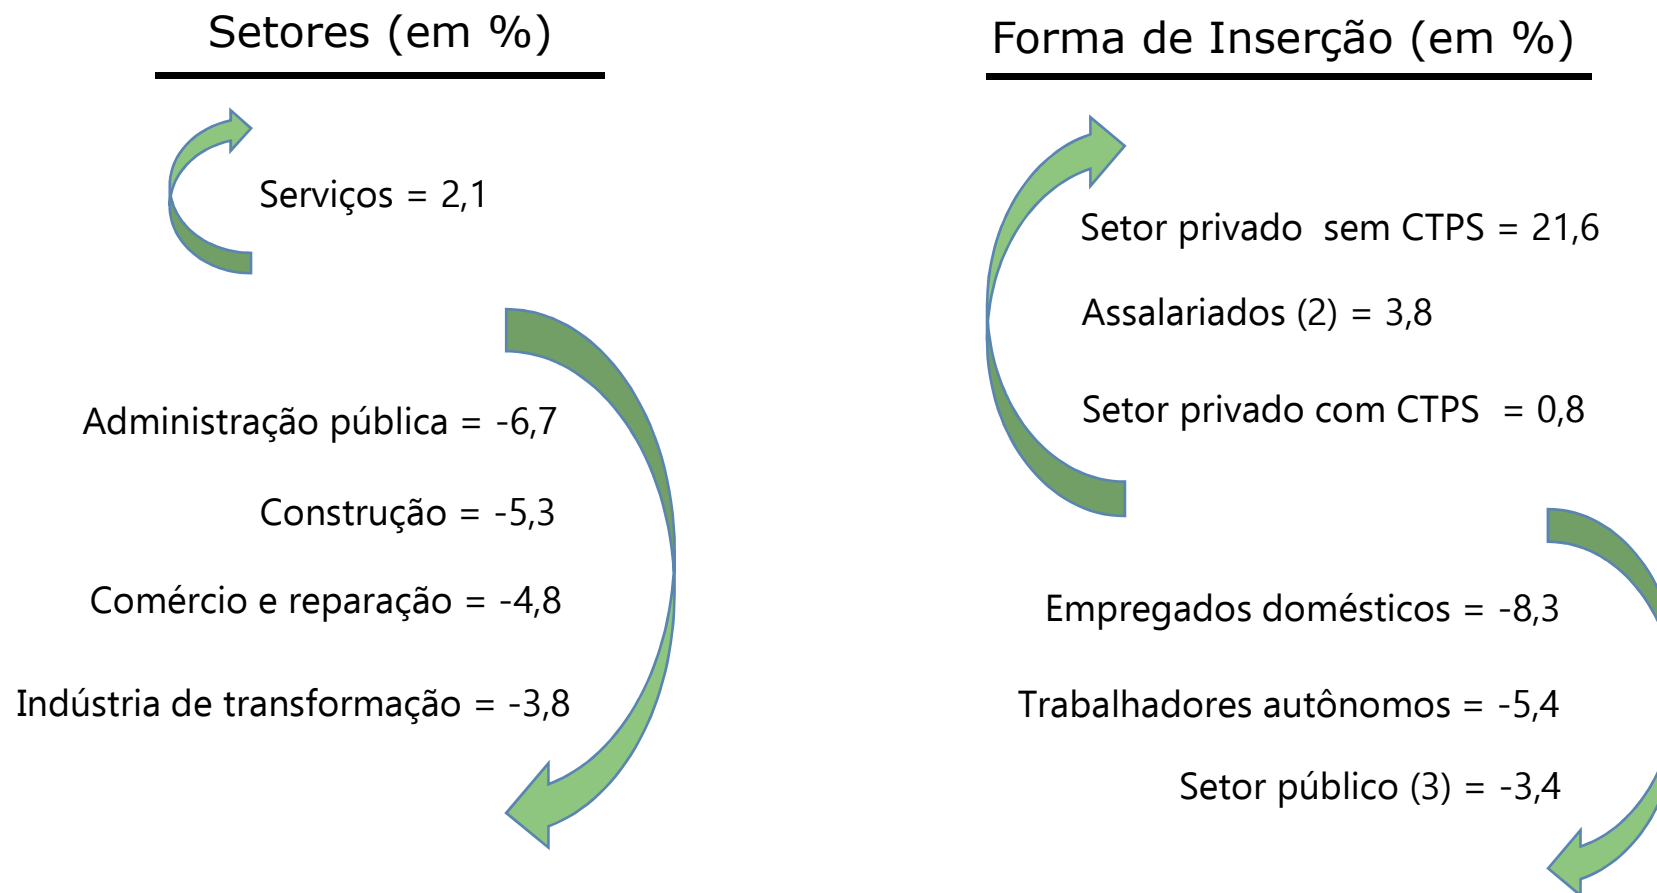 Setores (em %)
Serviços = 2,1
Administração pública = -6,7
Construção = -5,3
Comércio e reparação = -4,8
Indústria de transformação = -3,8
Forma de Inserção (em %)
Setor privado sem CTPS = 21,6
Assalariados (2) = 3,8
Setor privado com CTPS = 0,8
Empregados domésticos = -8,3
Trabalhadores autônomos = -5,4
Setor público (3) = -3,4